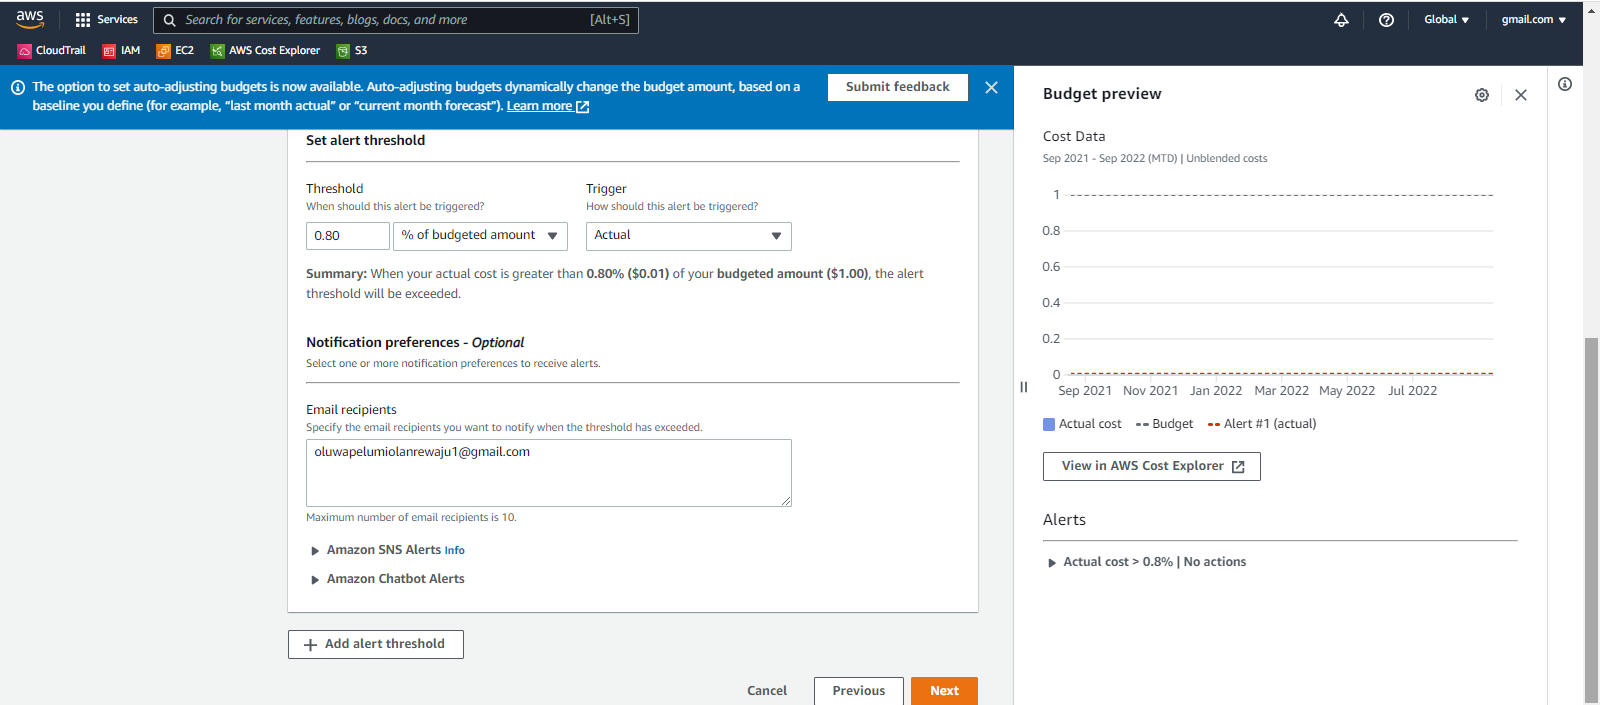 aws
Services
Search for services, features, blogs, docs, and more
[Alt+S]
Global
gmail.com
CloudTrail
IAM
EC2
AWS Cost Explorer
S3
The option to set auto-adjusting budgets is now available. Auto-adjusting budgets dynamically change the budget amount, based on a
baseline you define (for example, “last month actual” or “current month forecast”). Learn more
Submit feedback
Set alert threshold
Threshold
When should this alert be triggered?
0.80
% of budgeted amount
Trigger
How should this alert be triggered?
Actual
Summary: When your actual cost is greater than 0.80% ($0.01) of your budgeted amount ($1.00), the alert
threshold will be exceeded.
Notification preferences - Optional
Select one or more notification preferences to receive alerts.
Email recipients
Specify the email recipients you want to notify when the threshold has exceeded.
oluwapelumiolanrewaju1@gmail.com
Maximum number of email recipients is 10.
Amazon SNS Alerts Info
Amazon Chatbot Alerts
Add alert threshold
Cancel
Previous
Next
Budget preview
Cost Data
Sep 2021 - Sep 2022 (MTD) | Unblended costs
1
0.8
0.6
0.4
0.2
0
Sep 2021 Nov 2021 Jan 2022 Mar 2022 May 2022 Jul 2022
Actual cost Budget Alert #1 (actual)
View in AWS Cost Explorer
Alerts
Actual cost > 0.8% | No actions